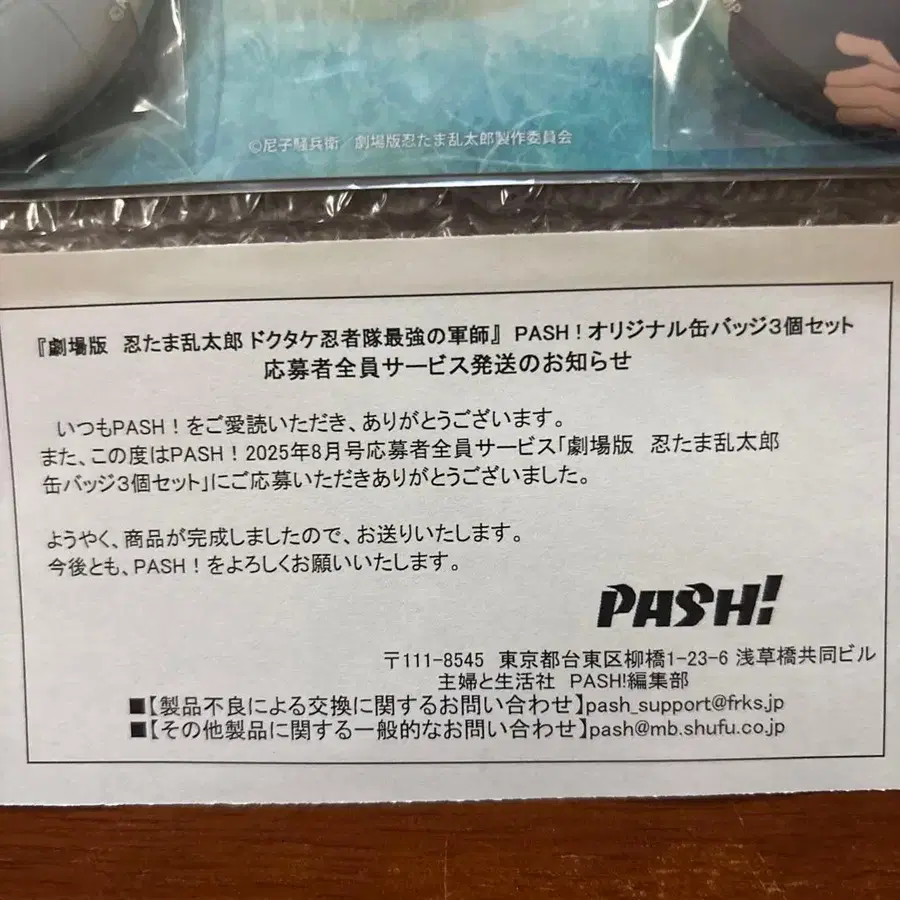 ©尼子騒兵衛／劇場版忍たま乱太郎製作委員会
『劇場版　忍たま乱太郎 ドクタケ忍者隊最強の軍師』 PASH！オリジナル缶バッジ3個セット
応募者全員サービス発送のお知らせ
いつもPASH！をご愛読いただき、ありがとうございます。
また、この度はPASH！2025年8月号応募者全員サービス「劇場版　忍たま乱太郎
缶バッジ3個セット」にご応募いただきありがとうございました。
ようやく、商品が完成しましたので、お送りいたします。
今後とも、PASH！をよろしくお願いいたします。
PASH!
〒111-8545　東京都台東区柳橋1-23-6 浅草橋共同ビル
主婦と生活社　PASH!編集部
■【製品不良による交換に関するお問い合わせ】pash_support@frks.jp
■【その他製品に関する一般的なお問い合わせ】pash@mb.shufu.co.jp